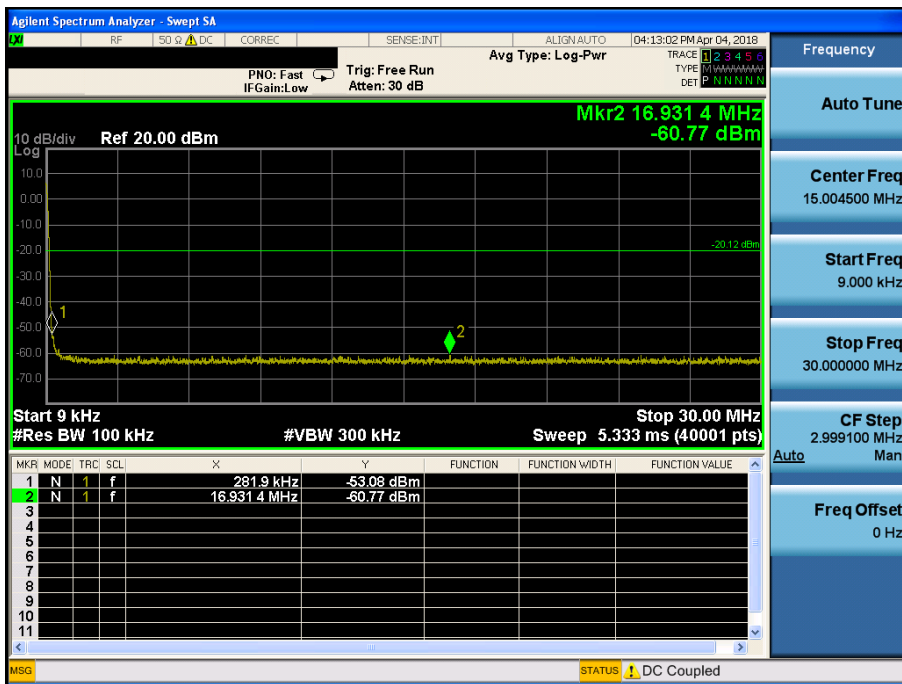 Agilent Spectrum Analyzer - Swept SA
LXI RF 50 Ω DC CORREC SENSE:INT ALIGNAUTO 04:13:02 PM Apr 04, 2018
PNO: Fast
IFGain:Low
Trig: Free Run
Atten: 30 dB
Avg Type: Log-Pwr
TRACE 1 2 3 4 5 6
TYPE MWWWWW
DET P N N N N N
Mkr2 16.931 4 MHz
-60.77 dBm
10 dB/div Ref 20.00 dBm
Log
10.0
0.00
-10.0
-20.0
-30.0
-40.0
-50.0
-60.0
-70.0
-20.12 dBm
1
2
Start 9 kHz Stop 30.00 MHz
#Res BW 100 kHz #VBW 300 kHz Sweep 5.333 ms (40001 pts)
MKR MODE TRC SCL X Y FUNCTION FUNCTION WIDTH FUNCTION VALUE
1 N 1 f 281.9 kHz -53.08 dBm
2 N 1 f 16.931 4 MHz -60.77 dBm
3
4
5
6
7
8
9
10
11
MSG STATUS DC Coupled
Frequency
Auto Tune
Center Freq
15.004500 MHz
Start Freq
9.000 kHz
Stop Freq
30.000000 MHz
CF Step
2.999100 MHz
Auto Man
Freq Offset
0 Hz